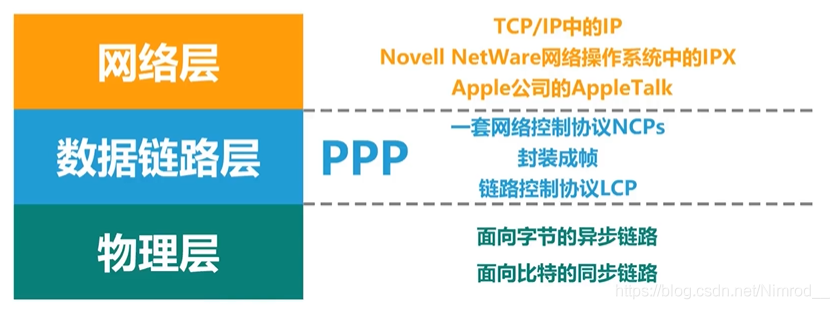 网络层
TCP/IP中的IP
Novell NetWare网络操作系统中的IPX
Apple公司的AppleTalk
数据链路层
PPP
一套网络控制协议NCPs
封装成帧
链路控制协议LCP
物理层
面向字节的异步链路
面向比特的同步链路
https://blog.csdn.net/Nimrod__